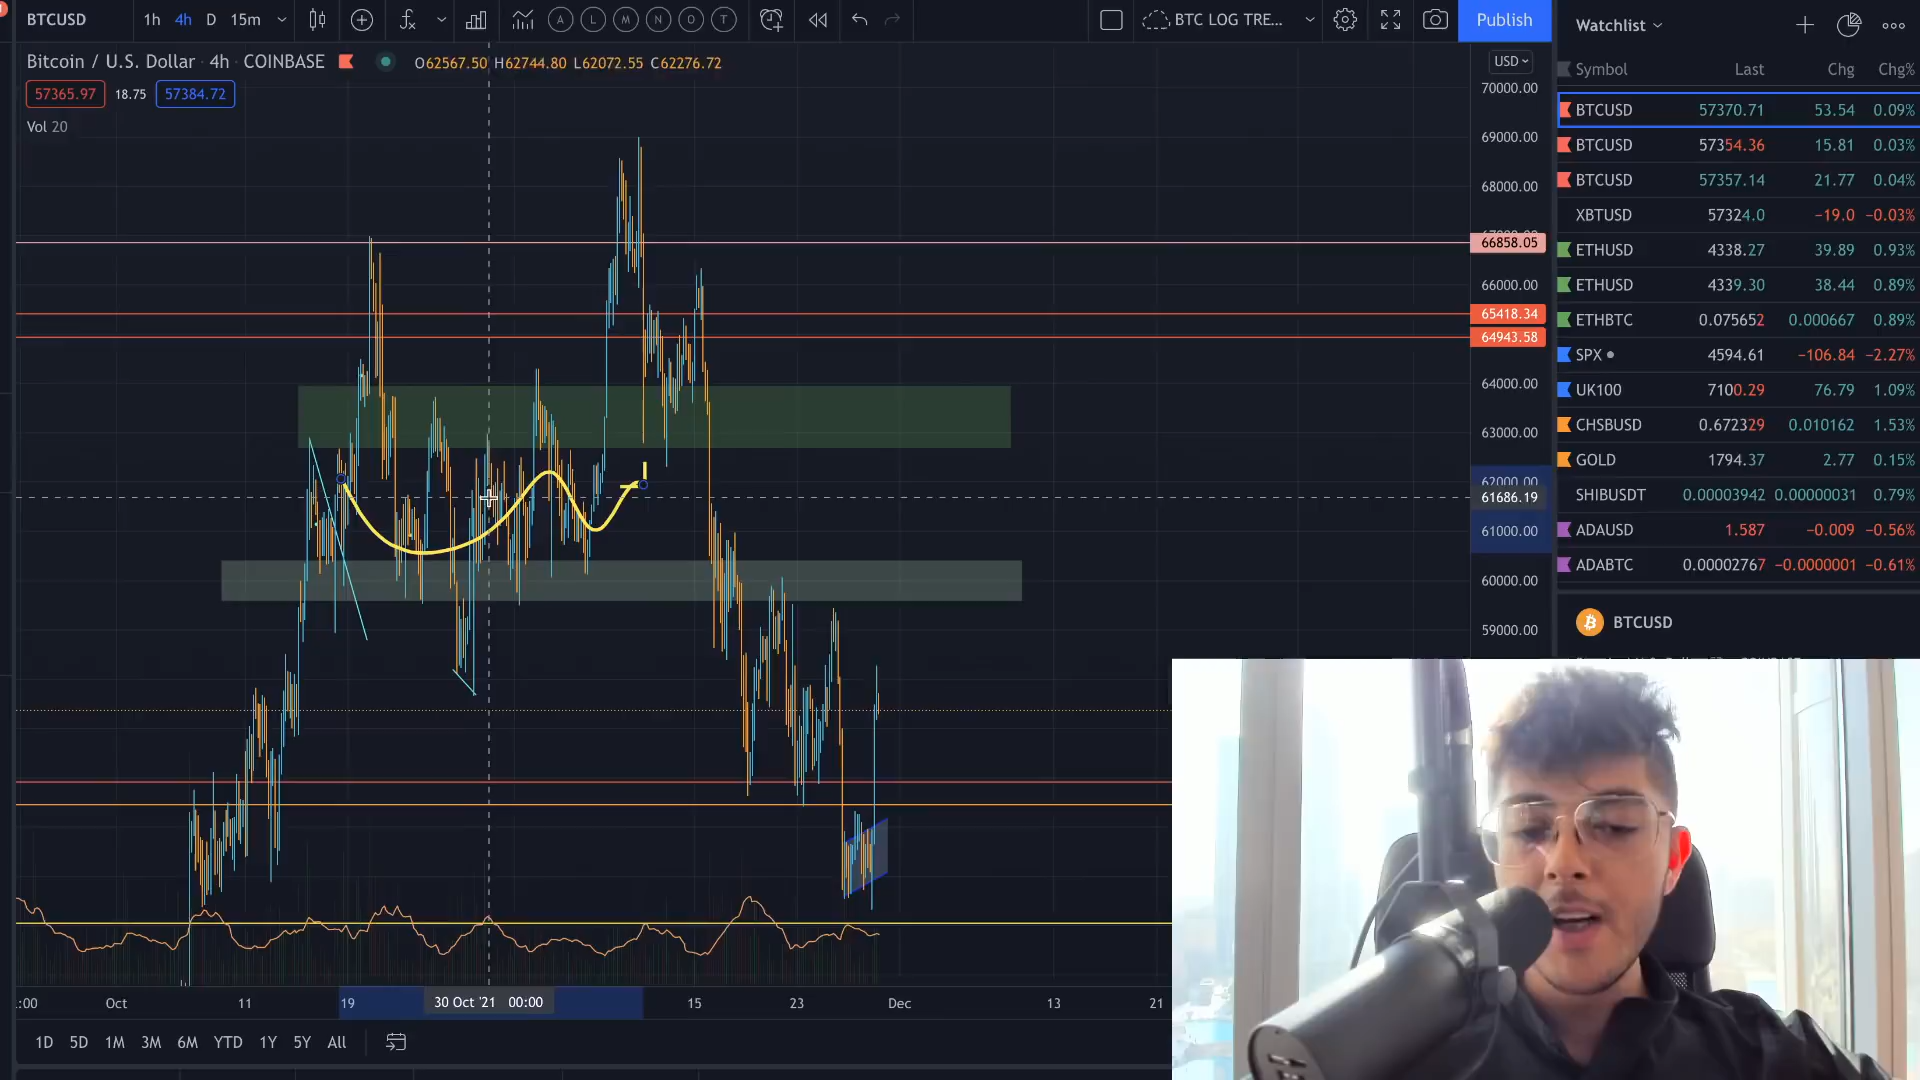 BTCUSD 1h 4h D 15m A L M N O T BTC LOG TRE... Publish
Bitcoin / U.S. Dollar · 4h · COINBASE O62567.50 H62744.80 L62072.55 C62276.72
57365.97 18.75 57384.72
Vol 20
USD
70000.00
69000.00
68000.00
66858.05
66000.00
65418.34
64943.58
64000.00
63000.00
62000.00
61686.19
61000.00
60000.00
59000.00
:00 Oct 11 19 30 Oct '21 00:00 15 23 Dec 13 21
1D 5D 1M 3M 6M YTD 1Y 5Y All
Watchlist
Symbol Last Chg Chg%
BTCUSD 57370.71 53.54 0.09%
BTCUSD 57354.36 15.81 0.03%
BTCUSD 57357.14 21.77 0.04%
XBTUSD 57324.0 −19.0 −0.03%
ETHUSD 4338.27 39.89 0.93%
ETHUSD 4339.30 38.44 0.89%
ETHBTC 0.075652 0.000667 0.89%
SPX 4594.61 −106.84 −2.27%
UK100 7100.29 76.79 1.09%
CHSBUSD 0.672329 0.010162 1.53%
GOLD 1794.37 2.77 0.15%
SHIBUSDT 0.00003942 0.00000031 0.79%
ADAUSD 1.587 −0.009 −0.56%
ADABTC 0.00002767 −0.0000001 −0.61%
BTCUSD